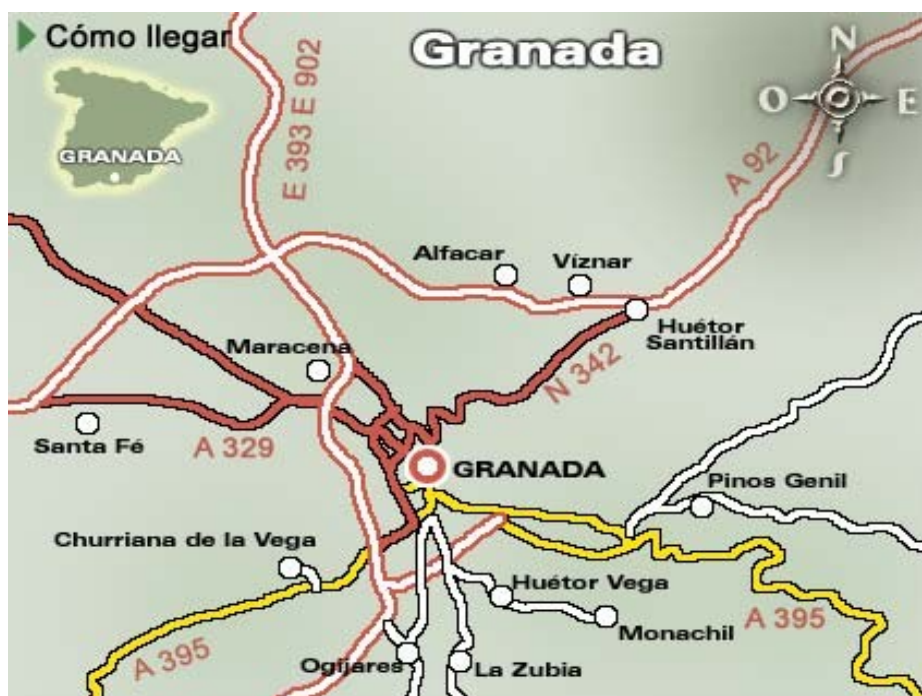 Cómo llegar
Granada
N
O
E
S
GRANADA
E 393 E 902
A 92
Alfacar
Víznar
Huétor
Santillán
Maracena
N 342
Santa Fé
A 329
GRANADA
Pinos Genil
Churriana de la Vega
Huétor Vega
Monachil
A 395
A 395
Ogijares
La Zubia